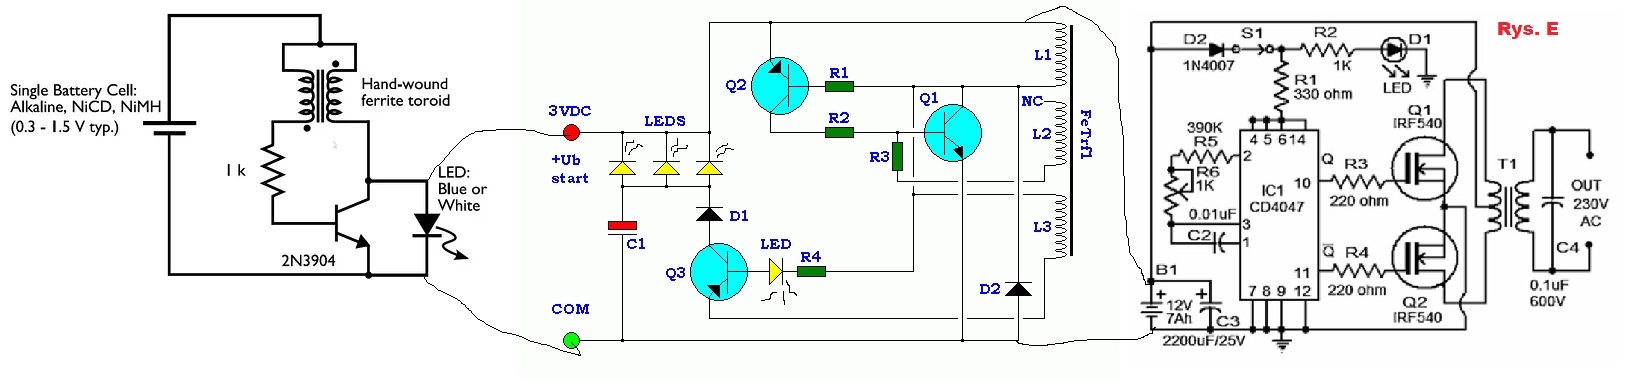 Single Battery Cell:
Alkaline, NiCD, NiMH
(0.3 - 1.5 V typ.)
Hand-wound
ferrite toroid
1 k
2N3904
LED:
Blue or
White
3VDC
+Ub
start
COM
LEDS
C1
D1
Q3
LED
R4
Q2
R1
R2
R3
Q1
D2
L1
NC
L2
L3
FeTrfl
Rys. E
D2
1N4007
S1
R2
1K
D1
LED
R1
330 ohm
4 5 6 14
390K
R5
2
R6
1K
0.01uF
C2
3
1
IC1
CD4047
10
11
7 8 9 12
Q
R3
220 ohm
Q
R4
220 ohm
Q1
IRF540
Q2
IRF540
T1
OUT
230V
AC
C4
0.1uF
600V
B1
+
12V
7Ah
+
C3
2200uF/25V